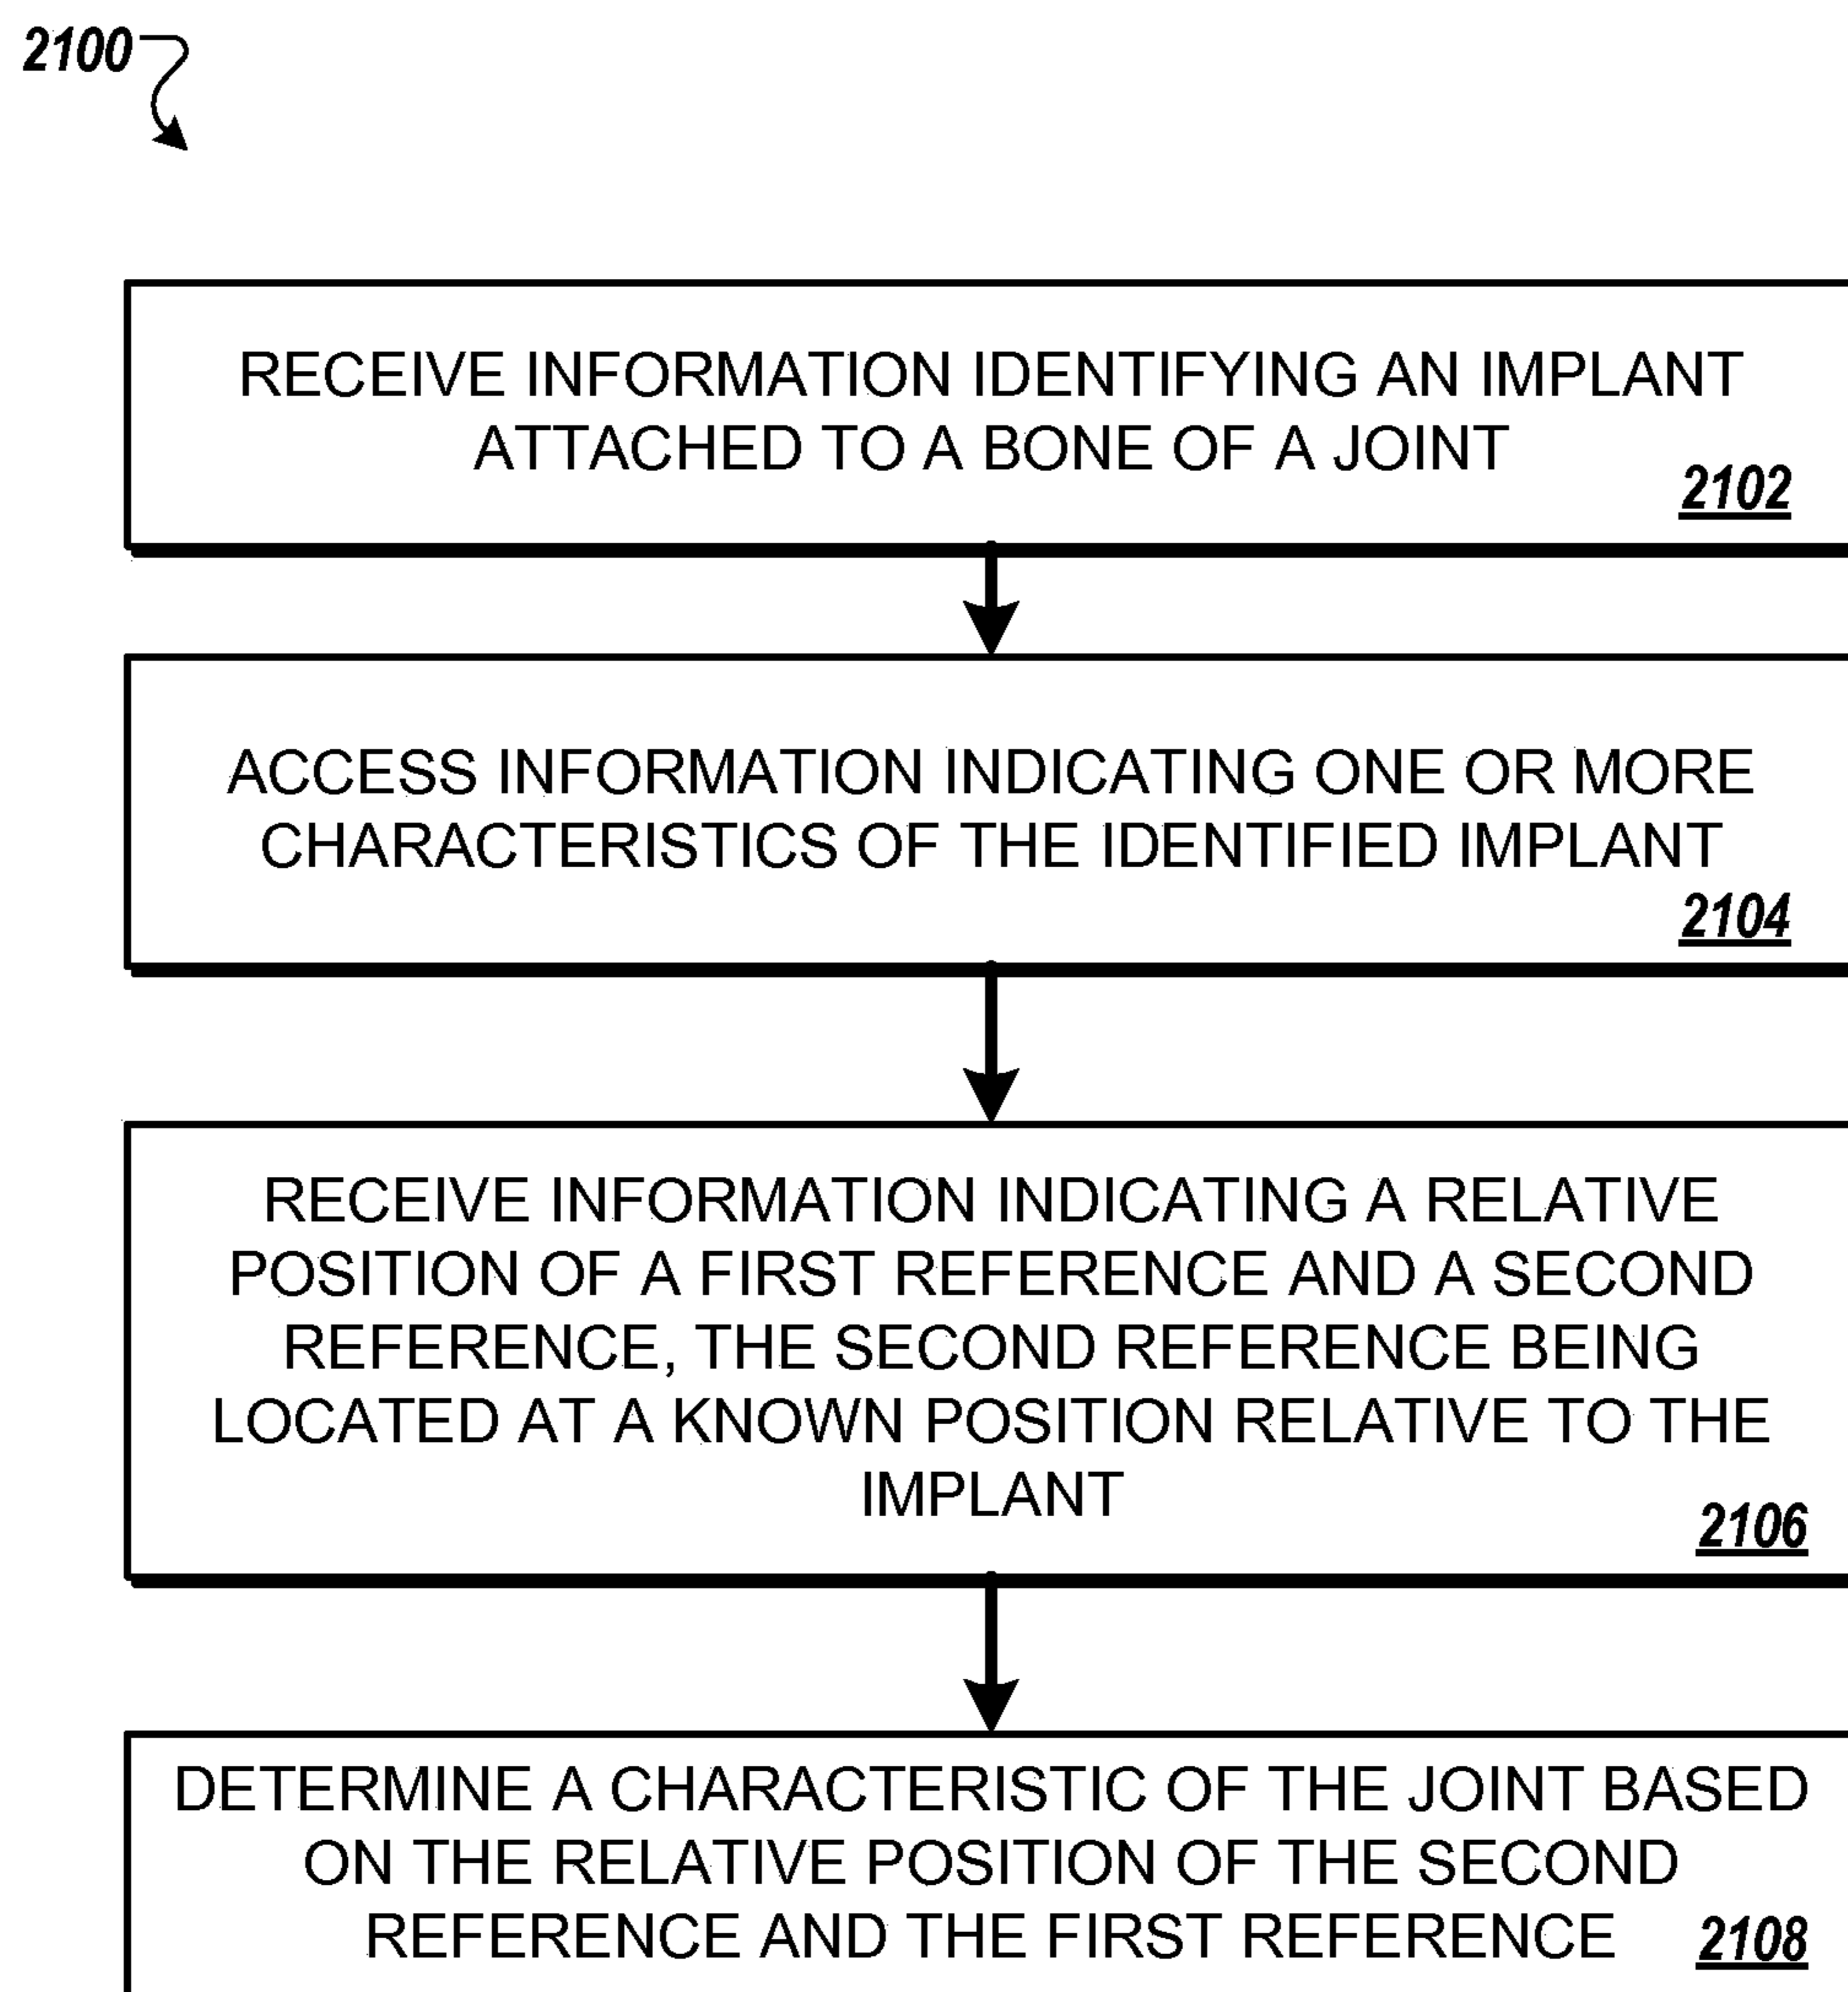 2100
RECEIVE INFORMATION IDENTIFYING AN IMPLANT
ATTACHED TO A BONE OF A JOINT
2102
ACCESS INFORMATION INDICATING ONE OR MORE
CHARACTERISTICS OF THE IDENTIFIED IMPLANT
2104
RECEIVE INFORMATION INDICATING A RELATIVE
POSITION OF A FIRST REFERENCE AND A SECOND
REFERENCE, THE SECOND REFERENCE BEING
LOCATED AT A KNOWN POSITION RELATIVE TO THE
IMPLANT
2106
DETERMINE A CHARACTERISTIC OF THE JOINT BASED
ON THE RELATIVE POSITION OF THE SECOND
REFERENCE AND THE FIRST REFERENCE 2108